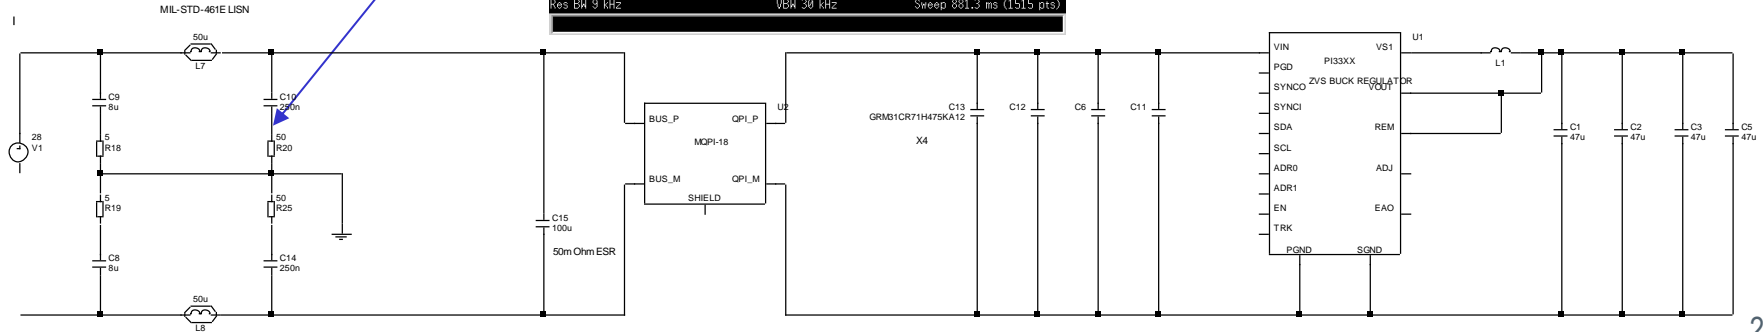 MIL-STD-461E LISN
Res BW 9 kHz VBW 30 kHz Sweep 881.3 ms (1515 pts)
50u
L7
C9
8u
C10
250n
5
R18
50
R20
28
V1
5
R19
50
R25
C8
8u
C14
250n
50u
L8
C15
100u
50m Ohm ESR
U2
BUS_P QPI_P
MQPI-18
BUS_M QPI_M
SHIELD
C13
GRM31CR71H475KA12
X4
C12
C6
C11
U1
VIN VS1
PI33XX
PGD
ZVS BUCK REGULATOR
SYNCO VOUT
SYNCI
SDA REM
SCL
ADR0 ADJ
ADR1
EN EAO
TRK
PGND SGND
L1
C1
47u
C2
47u
C3
47u
C5
47u
2